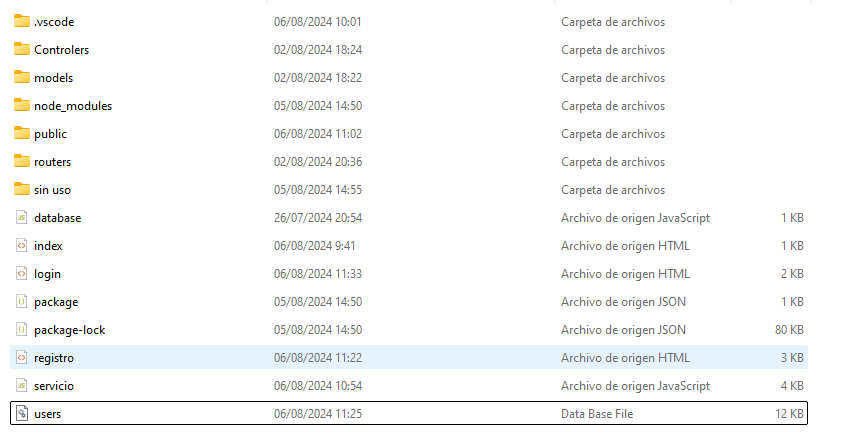 .vscode 06/08/2024 10:01 Carpeta de archivos
Controlers 02/08/2024 18:24 Carpeta de archivos
models 02/08/2024 18:22 Carpeta de archivos
node_modules 05/08/2024 14:50 Carpeta de archivos
public 06/08/2024 11:02 Carpeta de archivos
routers 02/08/2024 20:36 Carpeta de archivos
sin uso 05/08/2024 14:55 Carpeta de archivos
database 26/07/2024 20:54 Archivo de origen JavaScript 1 KB
index 06/08/2024 9:41 Archivo de origen HTML 1 KB
login 06/08/2024 11:33 Archivo de origen HTML 2 KB
package 05/08/2024 14:50 Archivo de origen JSON 1 KB
package-lock 05/08/2024 14:50 Archivo de origen JSON 80 KB
registro 06/08/2024 11:22 Archivo de origen HTML 3 KB
servicio 06/08/2024 10:54 Archivo de origen JavaScript 4 KB
users 06/08/2024 11:25 Data Base File 12 KB